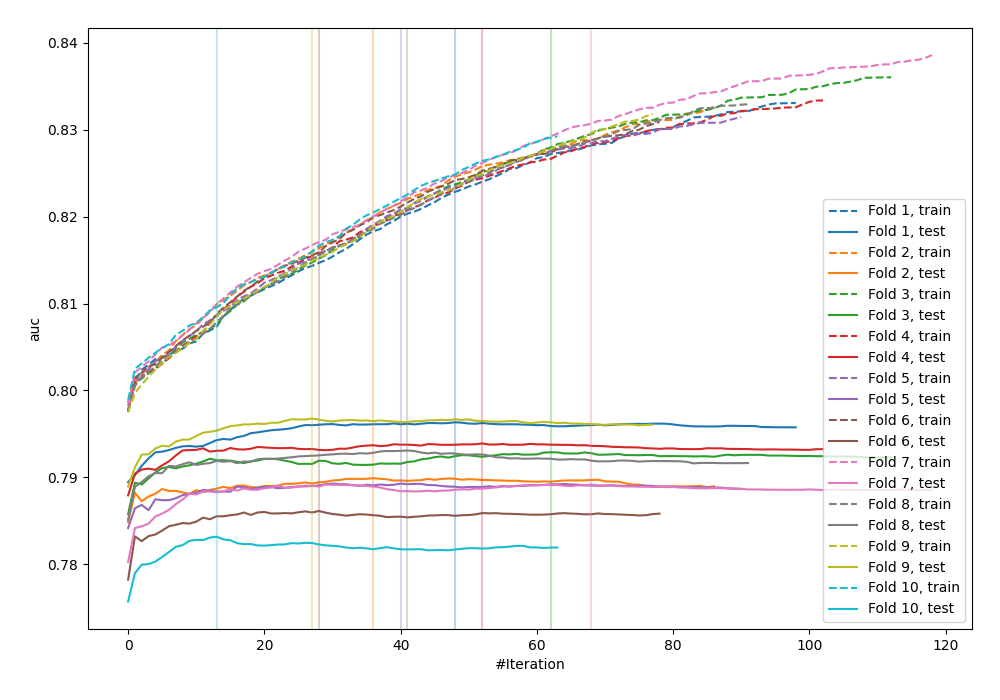 0.84
0.83
0.82
0.81
0.80
0.79
0.78
auc
0 20 40 60 80 100 120
#Iteration
Fold 1, train
Fold 1, test
Fold 2, train
Fold 2, test
Fold 3, train
Fold 3, test
Fold 4, train
Fold 4, test
Fold 5, train
Fold 5, test
Fold 6, train
Fold 6, test
Fold 7, train
Fold 7, test
Fold 8, train
Fold 8, test
Fold 9, train
Fold 9, test
Fold 10, train
Fold 10, test